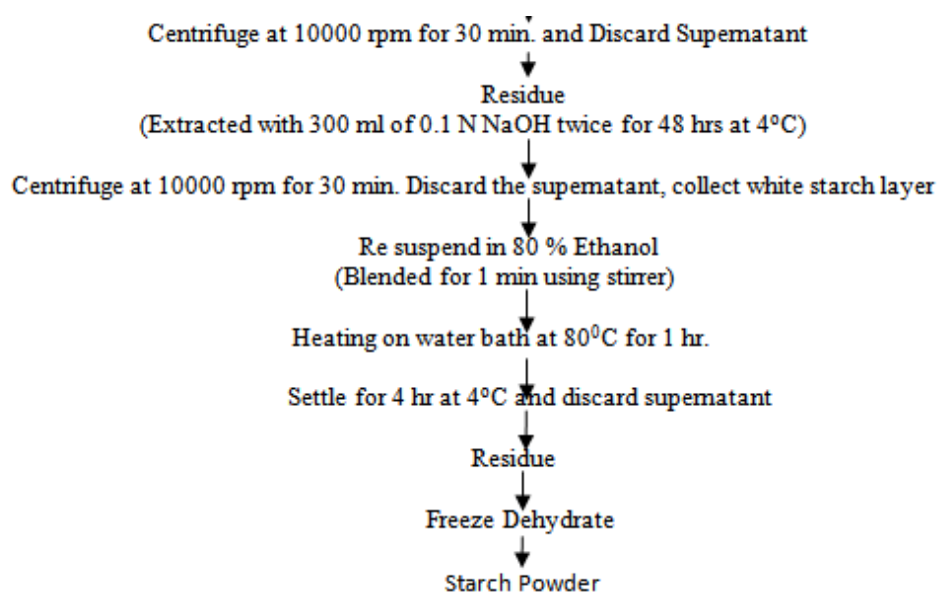 Centrifuge at 10000 rpm for 30 min. and Discard Supernatant
Residue
(Extracted with 300 ml of 0.1 N NaOH twice for 48 hrs at 4°C)
Centrifuge at 10000 rpm for 30 min. Discard the supernatant, collect white starch layer
Re suspend in 80 % Ethanol
(Blended for 1 min using stirrer)
Heating on water bath at 80⁰C for 1 hr.
Settle for 4 hr at 4°C and discard supernatant
Residue
Freeze Dehydrate
Starch Powder